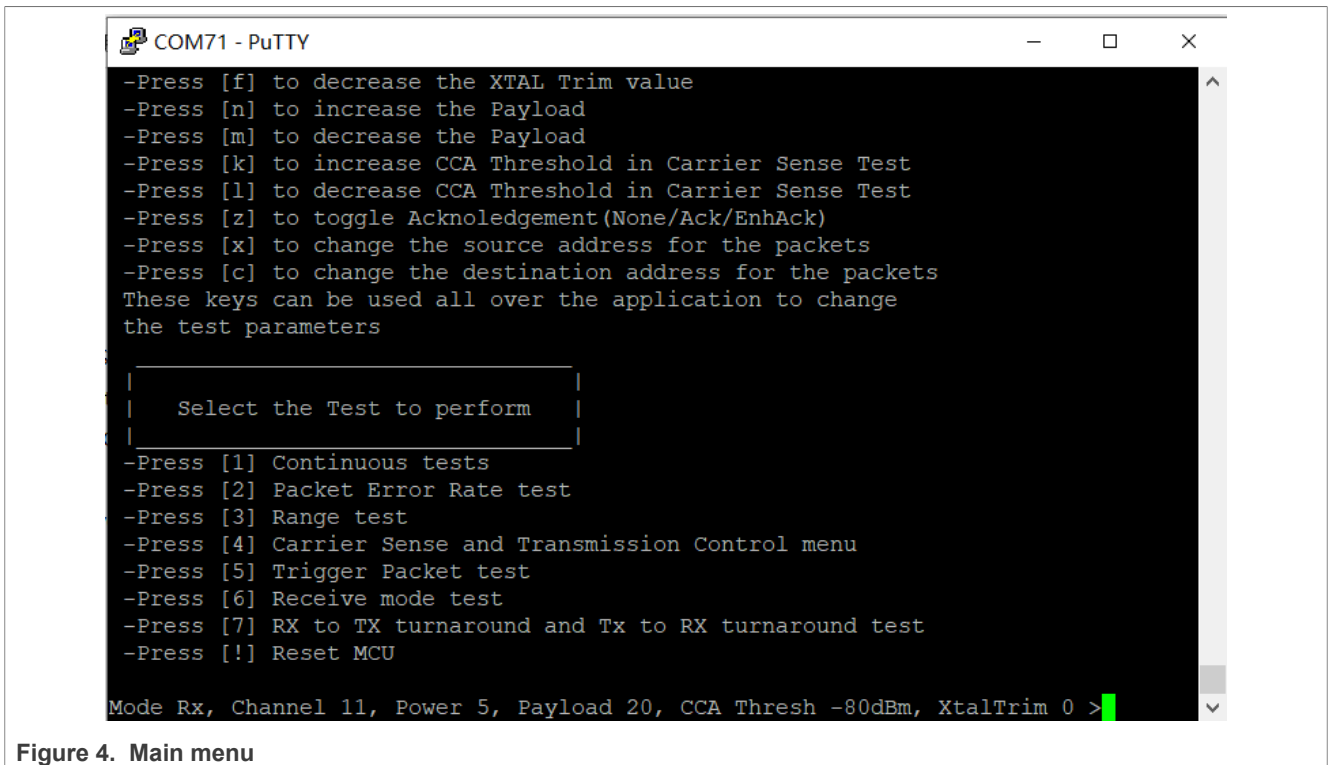 COM71 - PuTTY
-Press [f] to decrease the XTAL Trim value
-Press [n] to increase the Payload
-Press [m] to decrease the Payload
-Press [k] to increase CCA Threshold in Carrier Sense Test
-Press [l] to decrease CCA Threshold in Carrier Sense Test
-Press [z] to toggle Acknoledgement(None/Ack/EnhAck)
-Press [x] to change the source address for the packets
-Press [c] to change the destination address for the packets
These keys can be used all over the application to change
the test parameters
Select the Test to perform
-Press [1] Continuous tests
-Press [2] Packet Error Rate test
-Press [3] Range test
-Press [4] Carrier Sense and Transmission Control menu
-Press [5] Trigger Packet test
-Press [6] Receive mode test
-Press [7] RX to TX turnaround and Tx to RX turnaround test
-Press [!] Reset MCU
Mode Rx, Channel 11, Power 5, Payload 20, CCA Thresh -80dBm, XtalTrim 0 >
Figure 4. Main menu